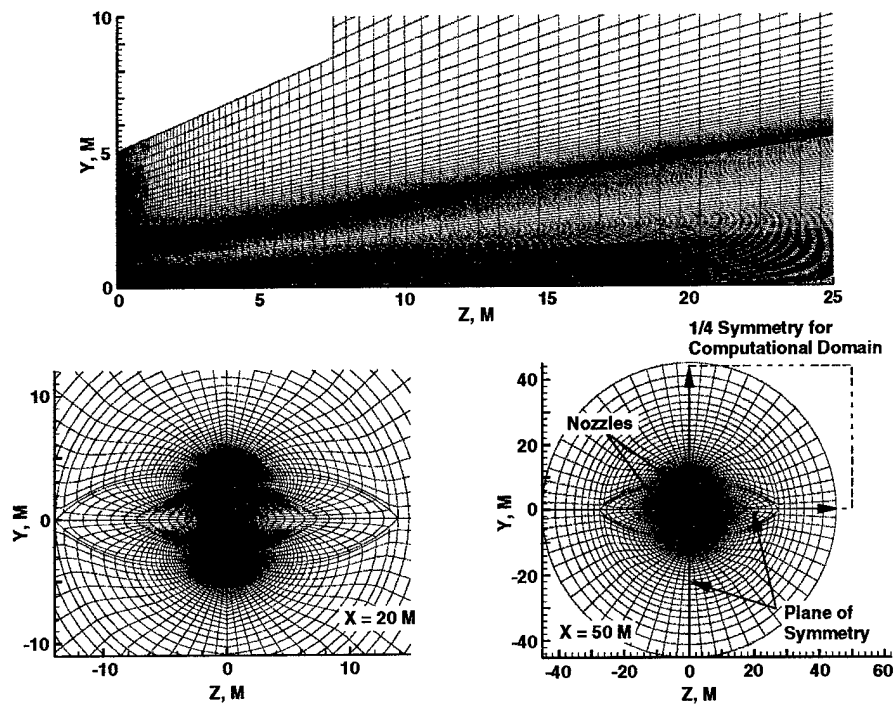 10
5
0
Y, M
0 5 10 15 20 25
Z, M
1/4 Symmetry for
Computational Domain
10
0
-10
Y, M
X = 20 M
-10 0 10
Z, M
40
20
0
-20
-40
Y, M
Nozzles
X = 50 M
Plane of
Symmetry
-40 -20 0 20 40 60
Z, M